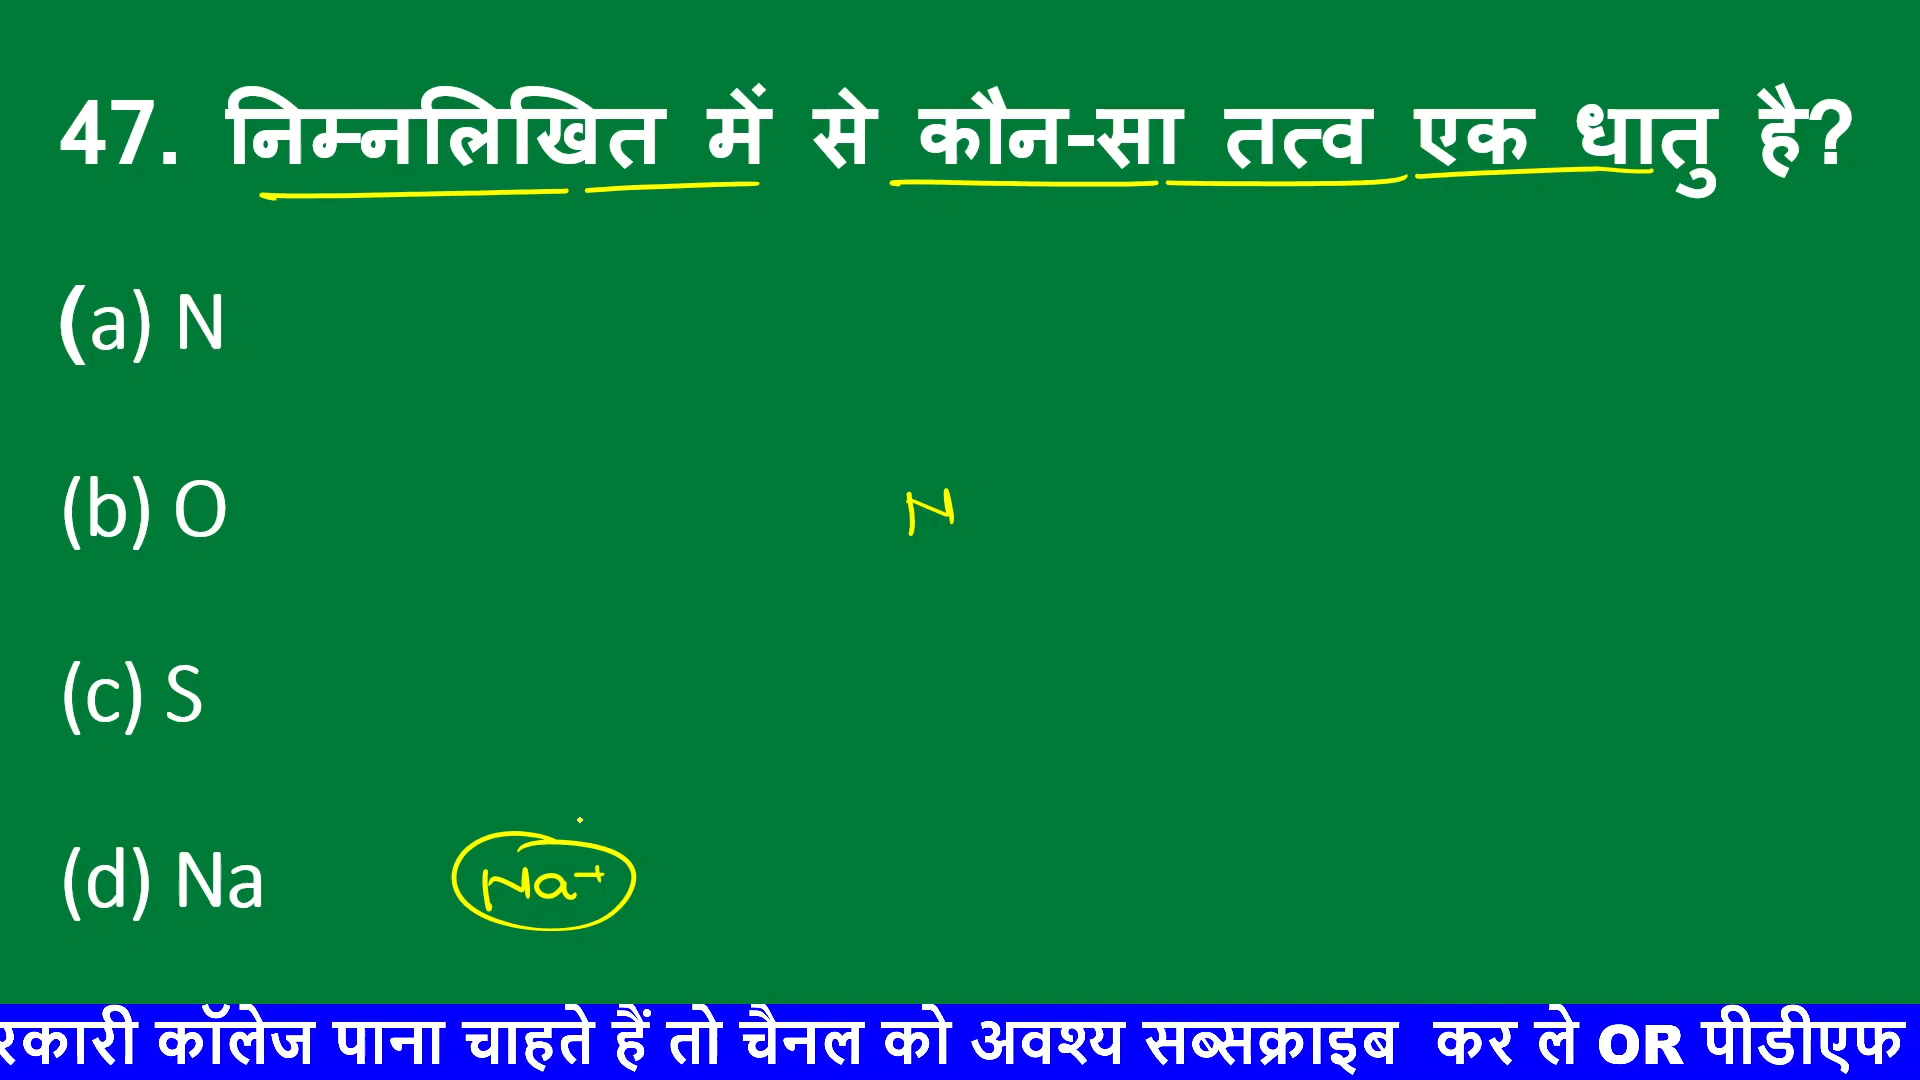 47. निम्नलिखित में से कौन-सा तत्व एक धातु है?
(a) N
(b) O
N
(c) S
(d) Na
Na+
रकारी कॉलेज पाना चाहते हैं तो चैनल को अवश्य सब्सक्राइब कर ले OR पीडीएफ